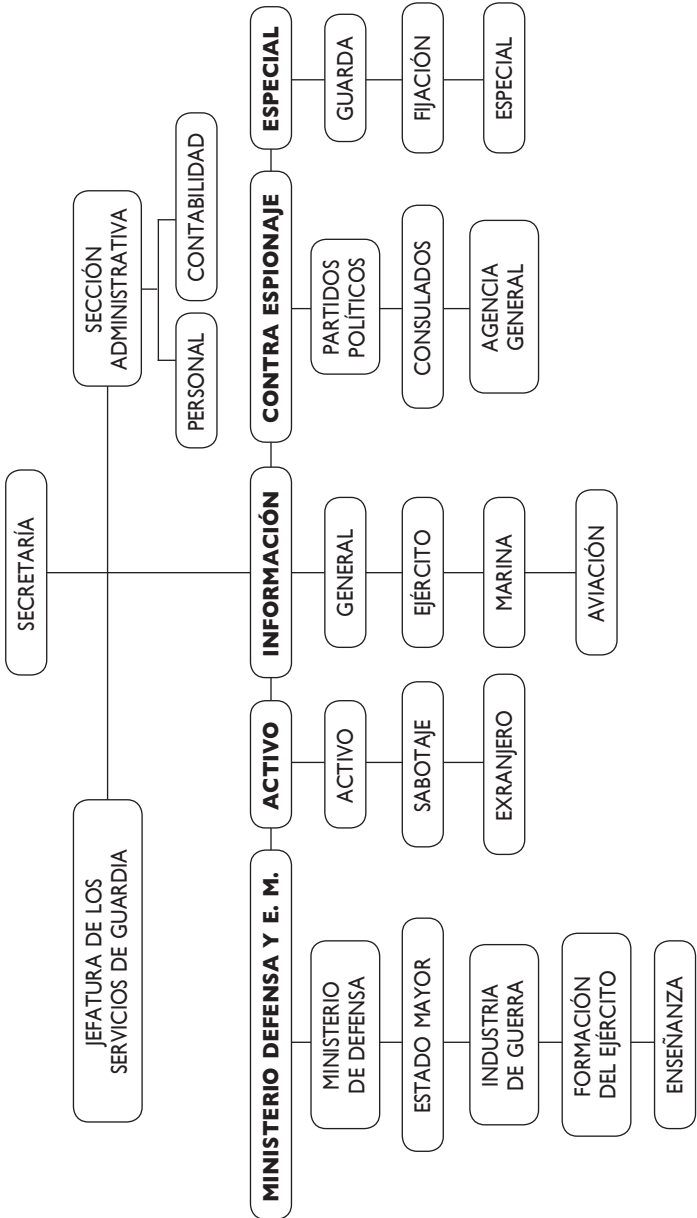 SECRETARÍA
JEFATURA DE LOS
SERVICIOS DE GUARDIA
SECCIÓN
ADMINISTRATIVA
PERSONAL
CONTABILIDAD
MINISTERIO DEFENSA Y E. M.
ACTIVO
INFORMACIÓN
CONTRA ESPIONAJE
ESPECIAL
MINISTERIO
DE DEFENSA
ESTADO MAYOR
INDUSTRIA
DE GUERRA
FORMACIÓN
DEL EJÉRCITO
ENSEÑANZA
ACTIVO
SABOTAJE
EXRANJERO
GENERAL
EJÉRCITO
MARINA
AVIACIÓN
PARTIDOS
POLÍTICOS
CONSULADOS
AGENCIA
GENERAL
GUARDA
FIJACIÓN
ESPECIAL